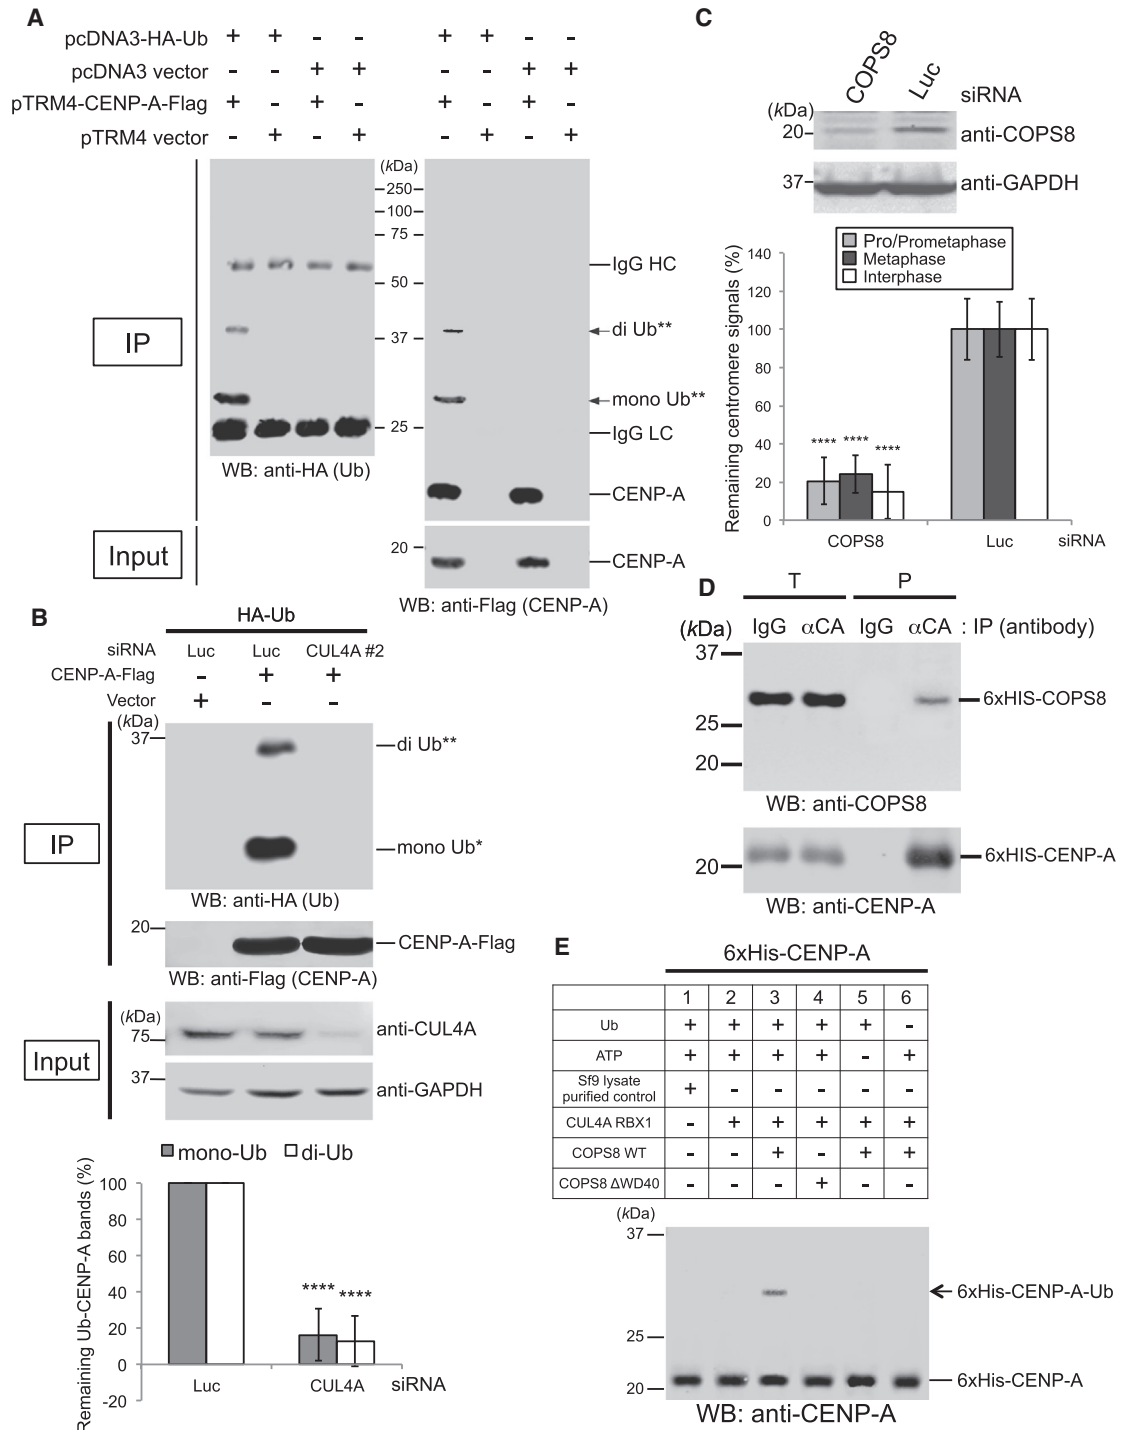 A
pcDNA3-HA-Ub + + - - + + - -
pcDNA3 vector - - + + - - + +
pTRM4-CENP-A-Flag + - + - + - + -
pTRM4 vector - + - + - + - +
(kDa)
250
100
75
50
37
25
IgG HC
di Ub**
mono Ub**
IgG LC
CENP-A
IP
WB: anti-HA (Ub)
Input
20
CENP-A
WB: anti-Flag (CENP-A)
B
HA-Ub
siRNA Luc Luc CUL4A #2
CENP-A-Flag - + +
Vector + - -
(kDa)
37
di Ub**
IP
mono Ub*
WB: anti-HA (Ub)
20
CENP-A-Flag
WB: anti-Flag (CENP-A)
(kDa)
75
anti-CUL4A
Input
37
anti-GAPDH
mono-Ub di-Ub
Remaining Ub-CENP-A bands (%)
100
80
60
40
20
0
-20
**** ****
Luc CUL4A siRNA
C
COPS8 Luc siRNA
(kDa)
20
anti-COPS8
37
anti-GAPDH
Pro/Prometaphase
Metaphase
Interphase
Remaining centromere signals (%)
140
120
100
80
60
40
20
0
**** **** ****
COPS8 Luc siRNA
D
T P
(kDa) IgG αCA IgG αCA : IP (antibody)
37
6xHIS-COPS8
25
20
WB: anti-COPS8
20
6xHIS-CENP-A
WB: anti-CENP-A
E
6xHis-CENP-A
1 2 3 4 5 6
Ub + + + + + -
ATP + + + + - +
Sf9 lysate
purified control + - - - - -
CUL4A RBX1 - + + + + +
COPS8 WT - - + - + +
COPS8 ΔWD40 - - - + - -
(kDa)
37
6xHis-CENP-A-Ub
25
6xHis-CENP-A
20
WB: anti-CENP-A